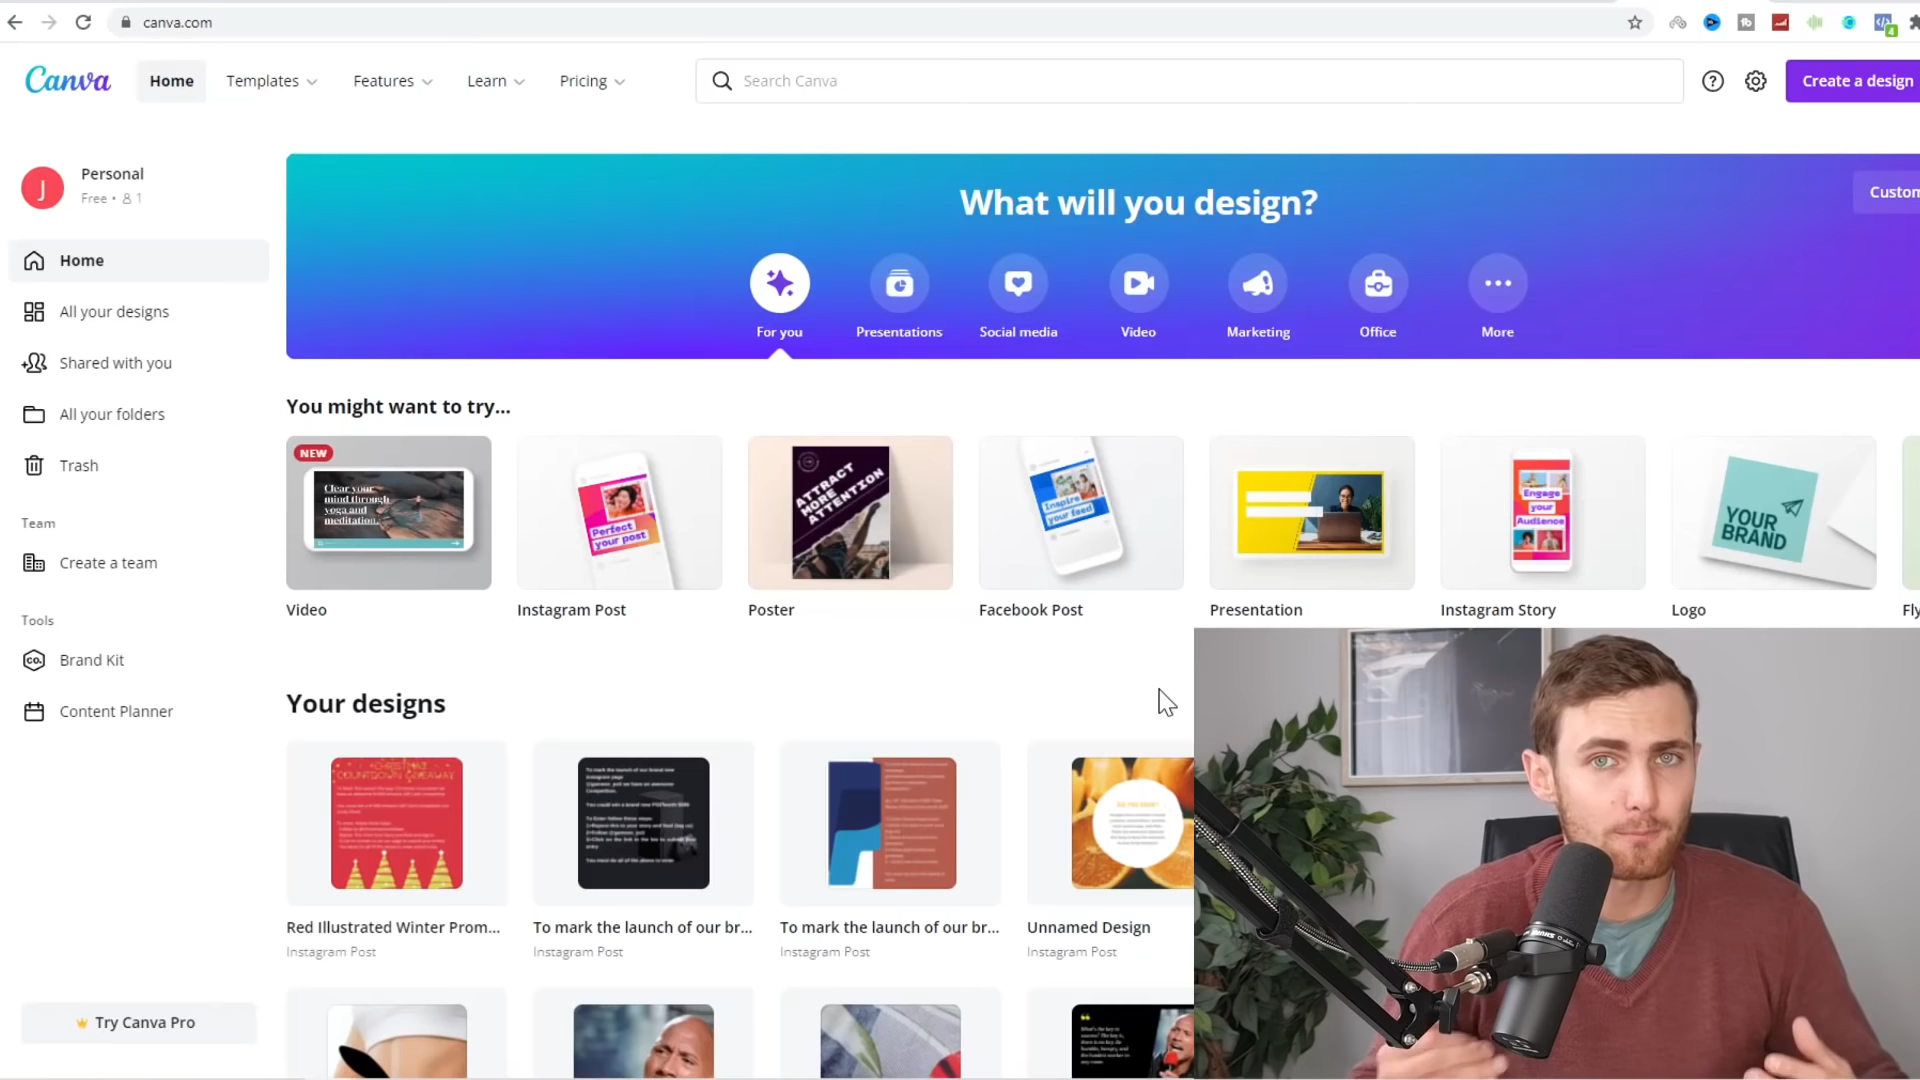 canva.com
Canva
Home
Templates
Features
Learn
Pricing
Search Canva
Create a design
J
Personal
Free • 1
Home
All your designs
Shared with you
All your folders
Trash
Team
Create a team
Tools
CO.
Brand Kit
Content Planner
Try Canva Pro
What will you design?
Custom
For you
Presentations
Social media
Video
Marketing
Office
More
You might want to try...
NEW
Clear your
mind through
yoga and
meditation.
Perfect
your post
ATTRACT
MORE
ATTENTION
Inspire
your feed
Engage
your
Audience
YOUR
BRAND
Video
Instagram Post
Poster
Facebook Post
Presentation
Instagram Story
Logo
Fly
Your designs
CHRISTMAS
COUNTDOWN GIVEAWAY
Red Illustrated Winter Prom...
Instagram Post
To mark the launch of our br...
Instagram Post
To mark the launch of our br...
Instagram Post
Unnamed Design
Instagram Post
SHURE